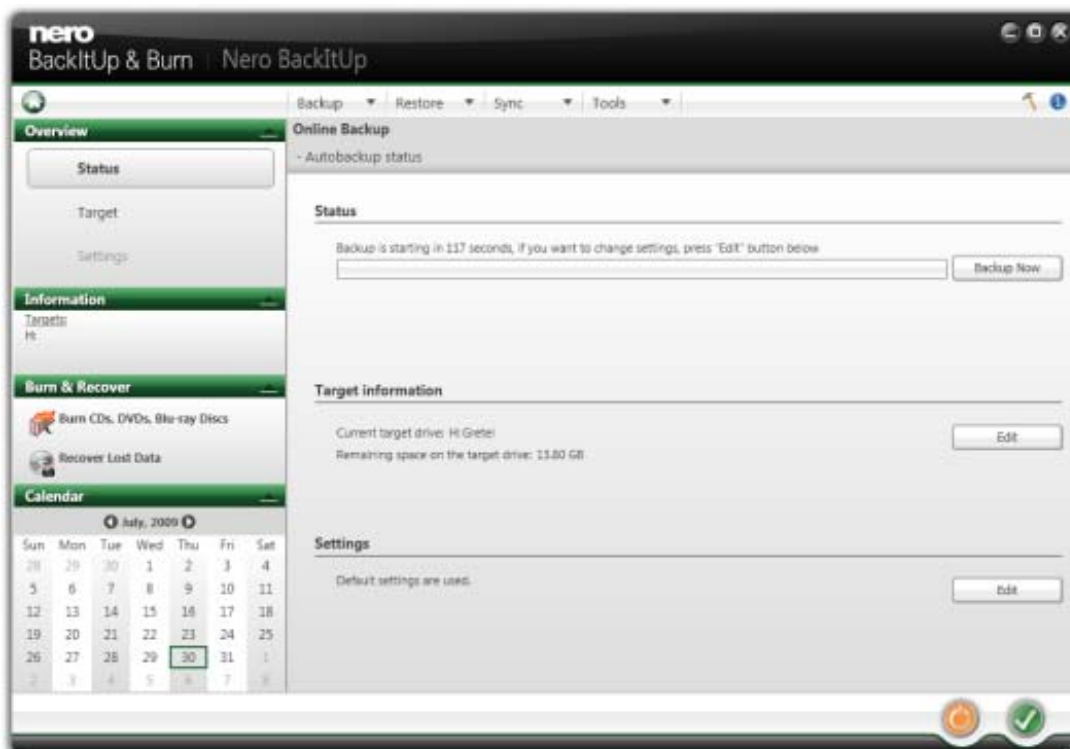 nero
BackItUp & Burn | Nero BackItUp
Backup Restore Sync Tools
Overview
Status
Target
Settings
Information
Targets:
H:
Burn & Recover
Burn CDs, DVDs, Blu-ray Discs
Recover Lost Data
Calendar
July, 2009
Sun Mon Tue Wed Thu Fri Sat
28 29 30 1 2 3 4
5 6 7 8 9 10 11
12 13 14 15 16 17 18
19 20 21 22 23 24 25
26 27 28 29 30 31 1
2 3 4 5 6 7 8
Online Backup
- Autobackup status
Status
Backup is starting in 117 seconds, if you want to change settings, press "Edit" button below
Backup Now
Target information
Current target drive: H: Gretel
Remaining space on the target drive: 13.80 GB
Edit
Settings
Default settings are used.
Edit